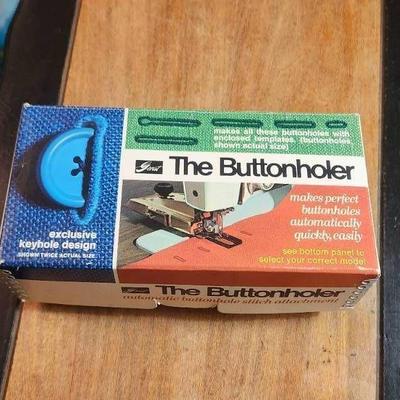 makes all these buttonholes with
enclosed templates. (buttonholes
shown actual size)
The Buttonholer
makes perfect
buttonholes
automatically
quickly, easily
exclusive
keyhole design
SHOWN TWICE ACTUAL SIZE
see bottom panel to
select your correct model
The Buttonholer
automatic buttonhole stitch attachment